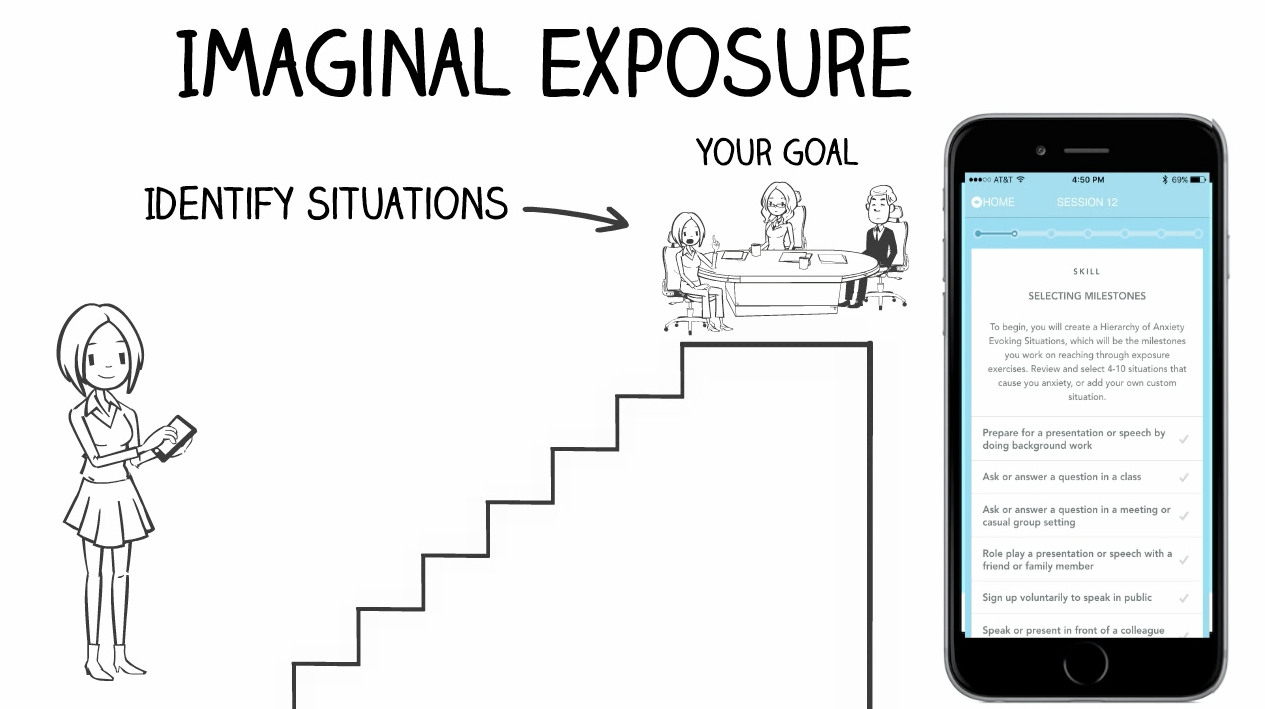 IMAGINAL EXPOSURE
YOUR GOAL
IDENTIFY SITUATIONS
AT&T
4:50 PM
69%
HOME
SESSION 12
SKILL
SELECTING MILESTONES
To begin, you will create a Hierarchy of Anxiety
Evoking Situations, which will be the milestones
you work on reaching through exposure
exercises. Review and select 4-10 situations that
cause you anxiety, or add your own custom
situation.
Prepare for a presentation or speech by
doing background work
Ask or answer a question in a class
Ask or answer a question in a meeting or
casual group setting
Role play a presentation or speech with a
friend or family member
Sign up voluntarily to speak in public
Speak or present in front of a colleague